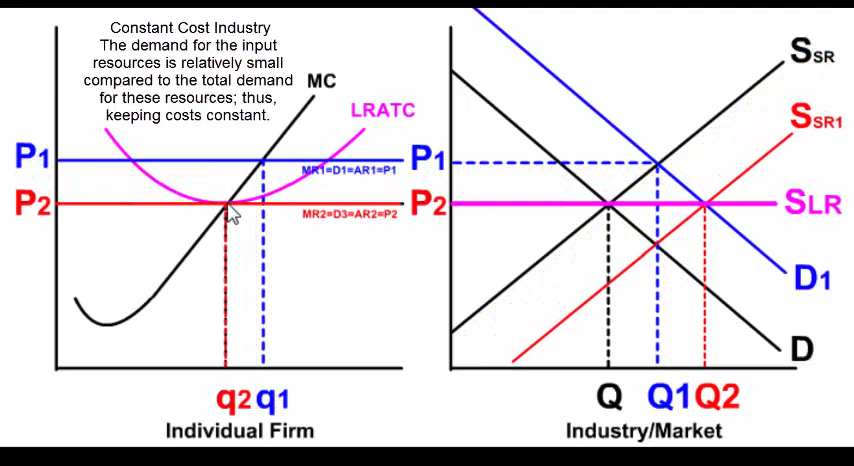 Constant Cost Industry
The demand for the input
resources is relatively small
compared to the total demand
for these resources; thus,
keeping costs constant.
MC
LRATC
P1
MR1=D1=AR1=P1
P2
MR2=D3=AR2=P2
q2 q1
Individual Firm
SSR
SSR1
P1
P2
SLR
D1
D
Q Q1 Q2
Industry/Market